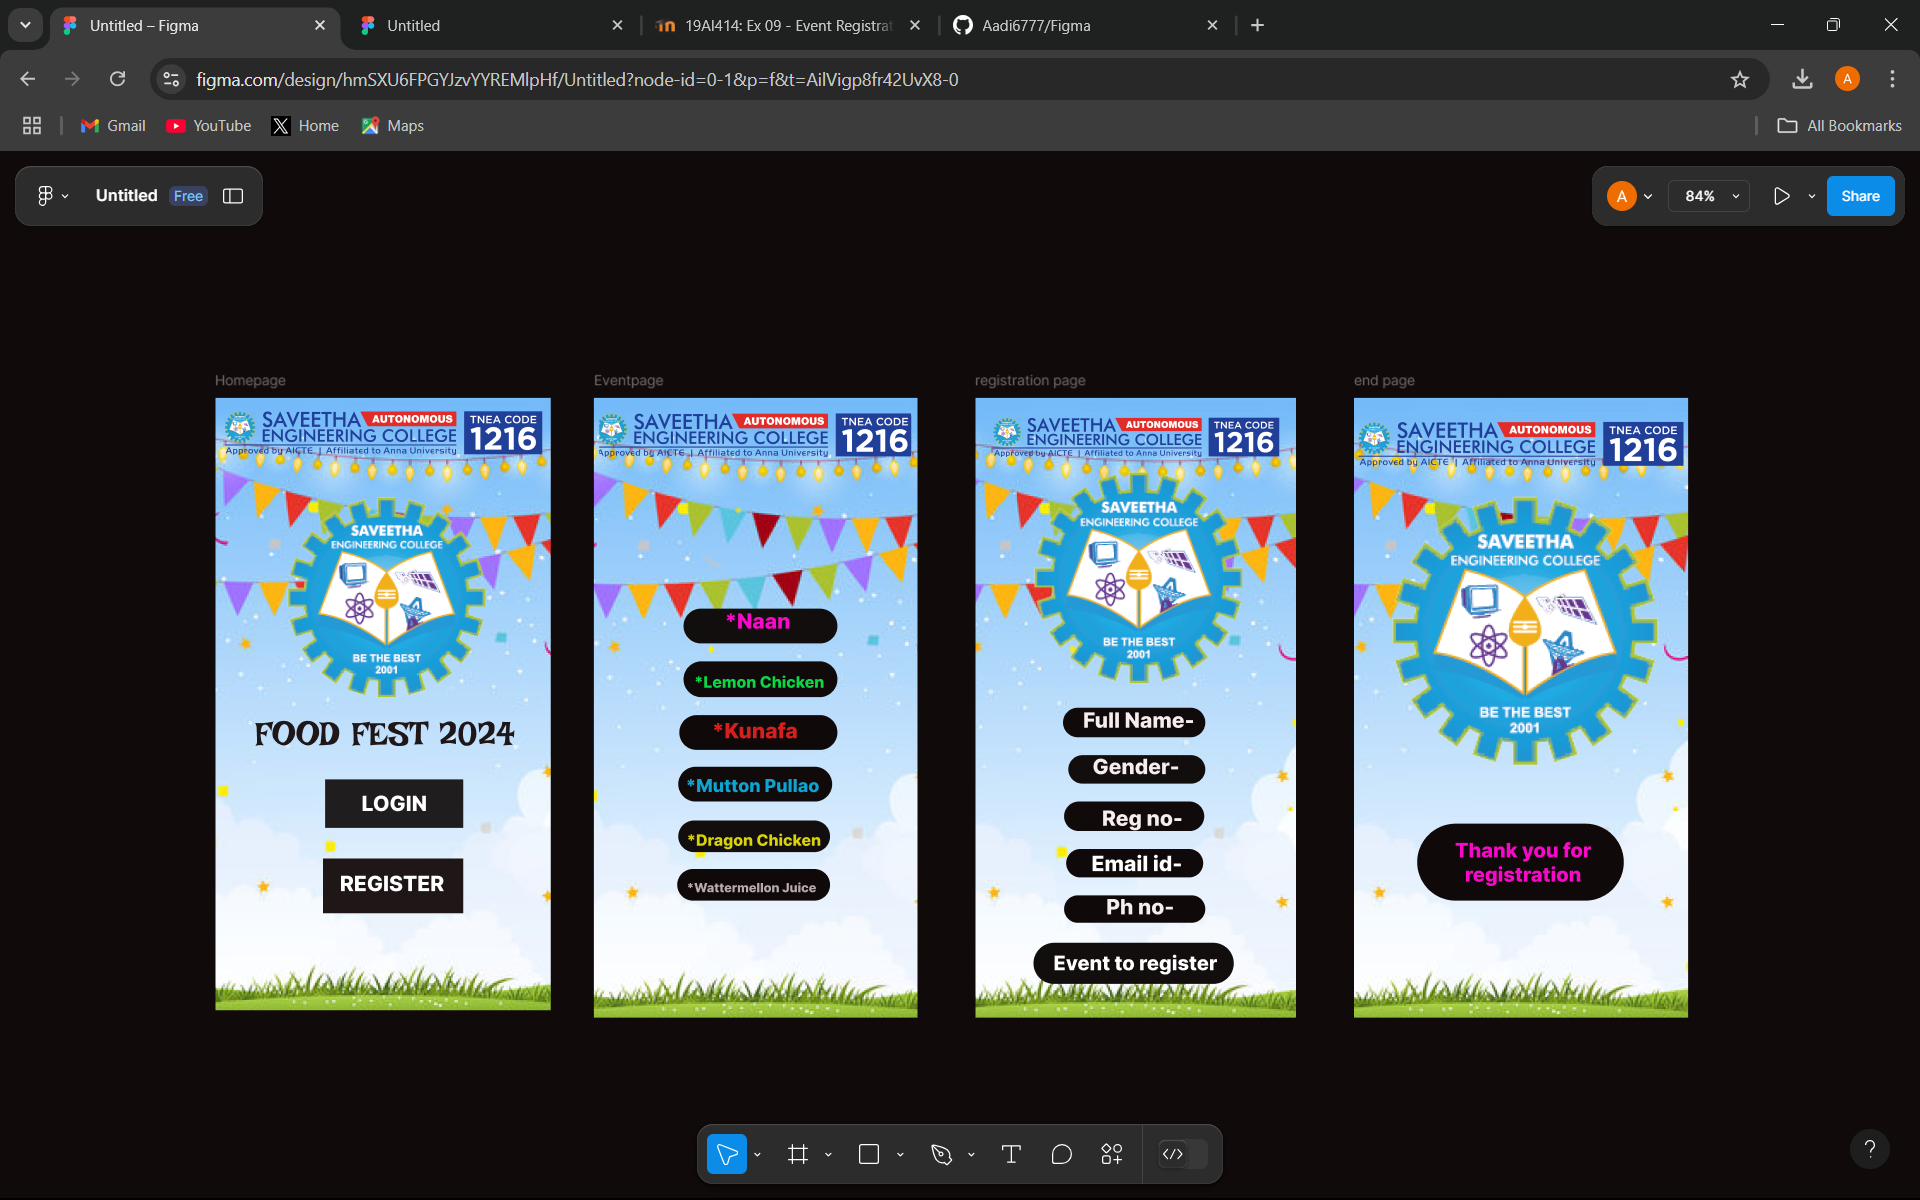 Untitled – Figma
Untitled
19AI414: Ex 09 - Event Registrat
Aadi6777/Figma
figma.com/design/hmSXU6FPGYJzvYYREMlpHf/Untitled?node-id=0-1&p=f&t=AilVigp8fr42UvX8-0
A
Gmail
YouTube
Home
Maps
All Bookmarks
Untitled
Free
A
84%
Share
Homepage
SAVEETHA AUTONOMOUS
ENGINEERING COLLEGE
Approved by AICTE | Affiliated to Anna University
TNEA CODE
1216
SAVEETHA
ENGINEERING COLLEGE
BE THE BEST
2001
FOOD FEST 2024
LOGIN
REGISTER
Eventpage
SAVEETHA AUTONOMOUS
ENGINEERING COLLEGE
Approved by AICTE | Affiliated to Anna University
TNEA CODE
1216
*Naan
*Lemon Chicken
*Kunafa
*Mutton Pullao
*Dragon Chicken
*Wattermellon Juice
registration page
SAVEETHA AUTONOMOUS
ENGINEERING COLLEGE
Approved by AICTE | Affiliated to Anna University
TNEA CODE
1216
SAVEETHA
ENGINEERING COLLEGE
BE THE BEST
2001
Full Name-
Gender-
Reg no-
Email id-
Ph no-
Event to register
end page
SAVEETHA AUTONOMOUS
ENGINEERING COLLEGE
Approved by AICTE | Affiliated to Anna University
TNEA CODE
1216
SAVEETHA
ENGINEERING COLLEGE
BE THE BEST
2001
Thank you for
registration
?